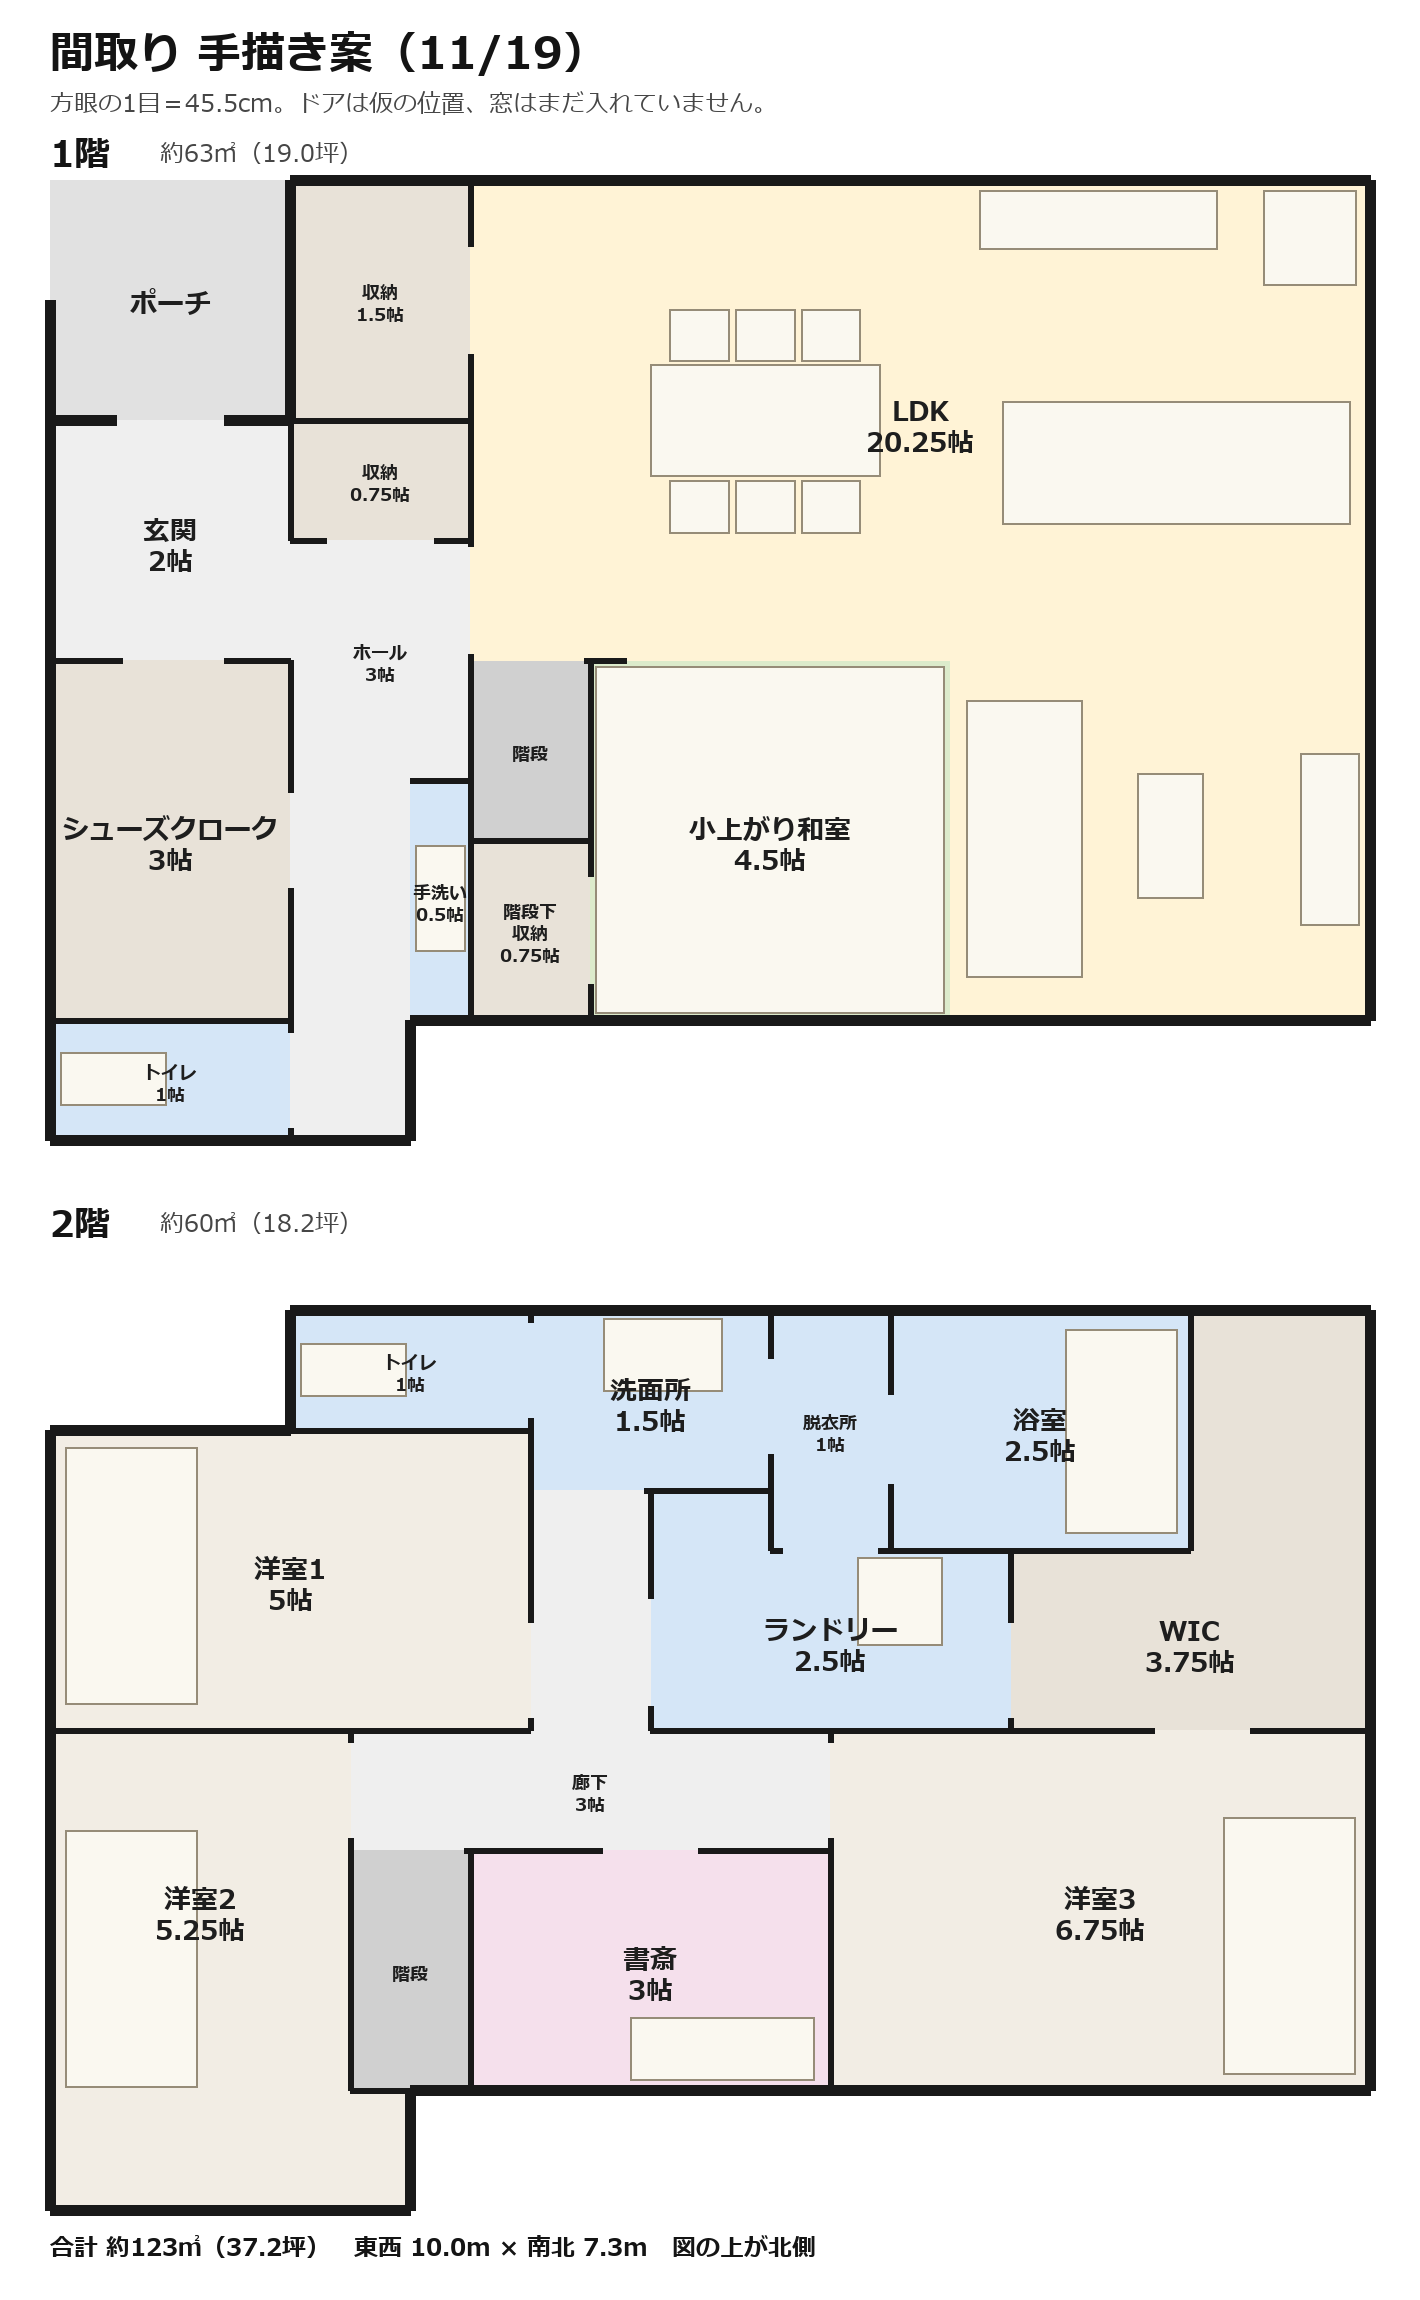 間取り 手描き案（11/19）
方眼の1目＝45.5cm。ドアは仮の位置、窓はまだ入れていません。
1階 約63㎡（19.0坪）
ポーチ
収納
1.5帖
LDK
20.25帖
収納
0.75帖
玄関
2帖
ホール
3帖
階段
シューズクローク
3帖
小上がり和室
4.5帖
手洗い
0.5帖
階段下
収納
0.75帖
トイレ
1帖
2階 約60㎡（18.2坪）
トイレ
1帖
洗面所
1.5帖
脱衣所
1帖
浴室
2.5帖
洋室1
5帖
ランドリー
2.5帖
WIC
3.75帖
廊下
3帖
洋室2
5.25帖
洋室3
6.75帖
階段
書斎
3帖
合計 約123㎡（37.2坪） 東西 10.0m × 南北 7.3m 図の上が北側